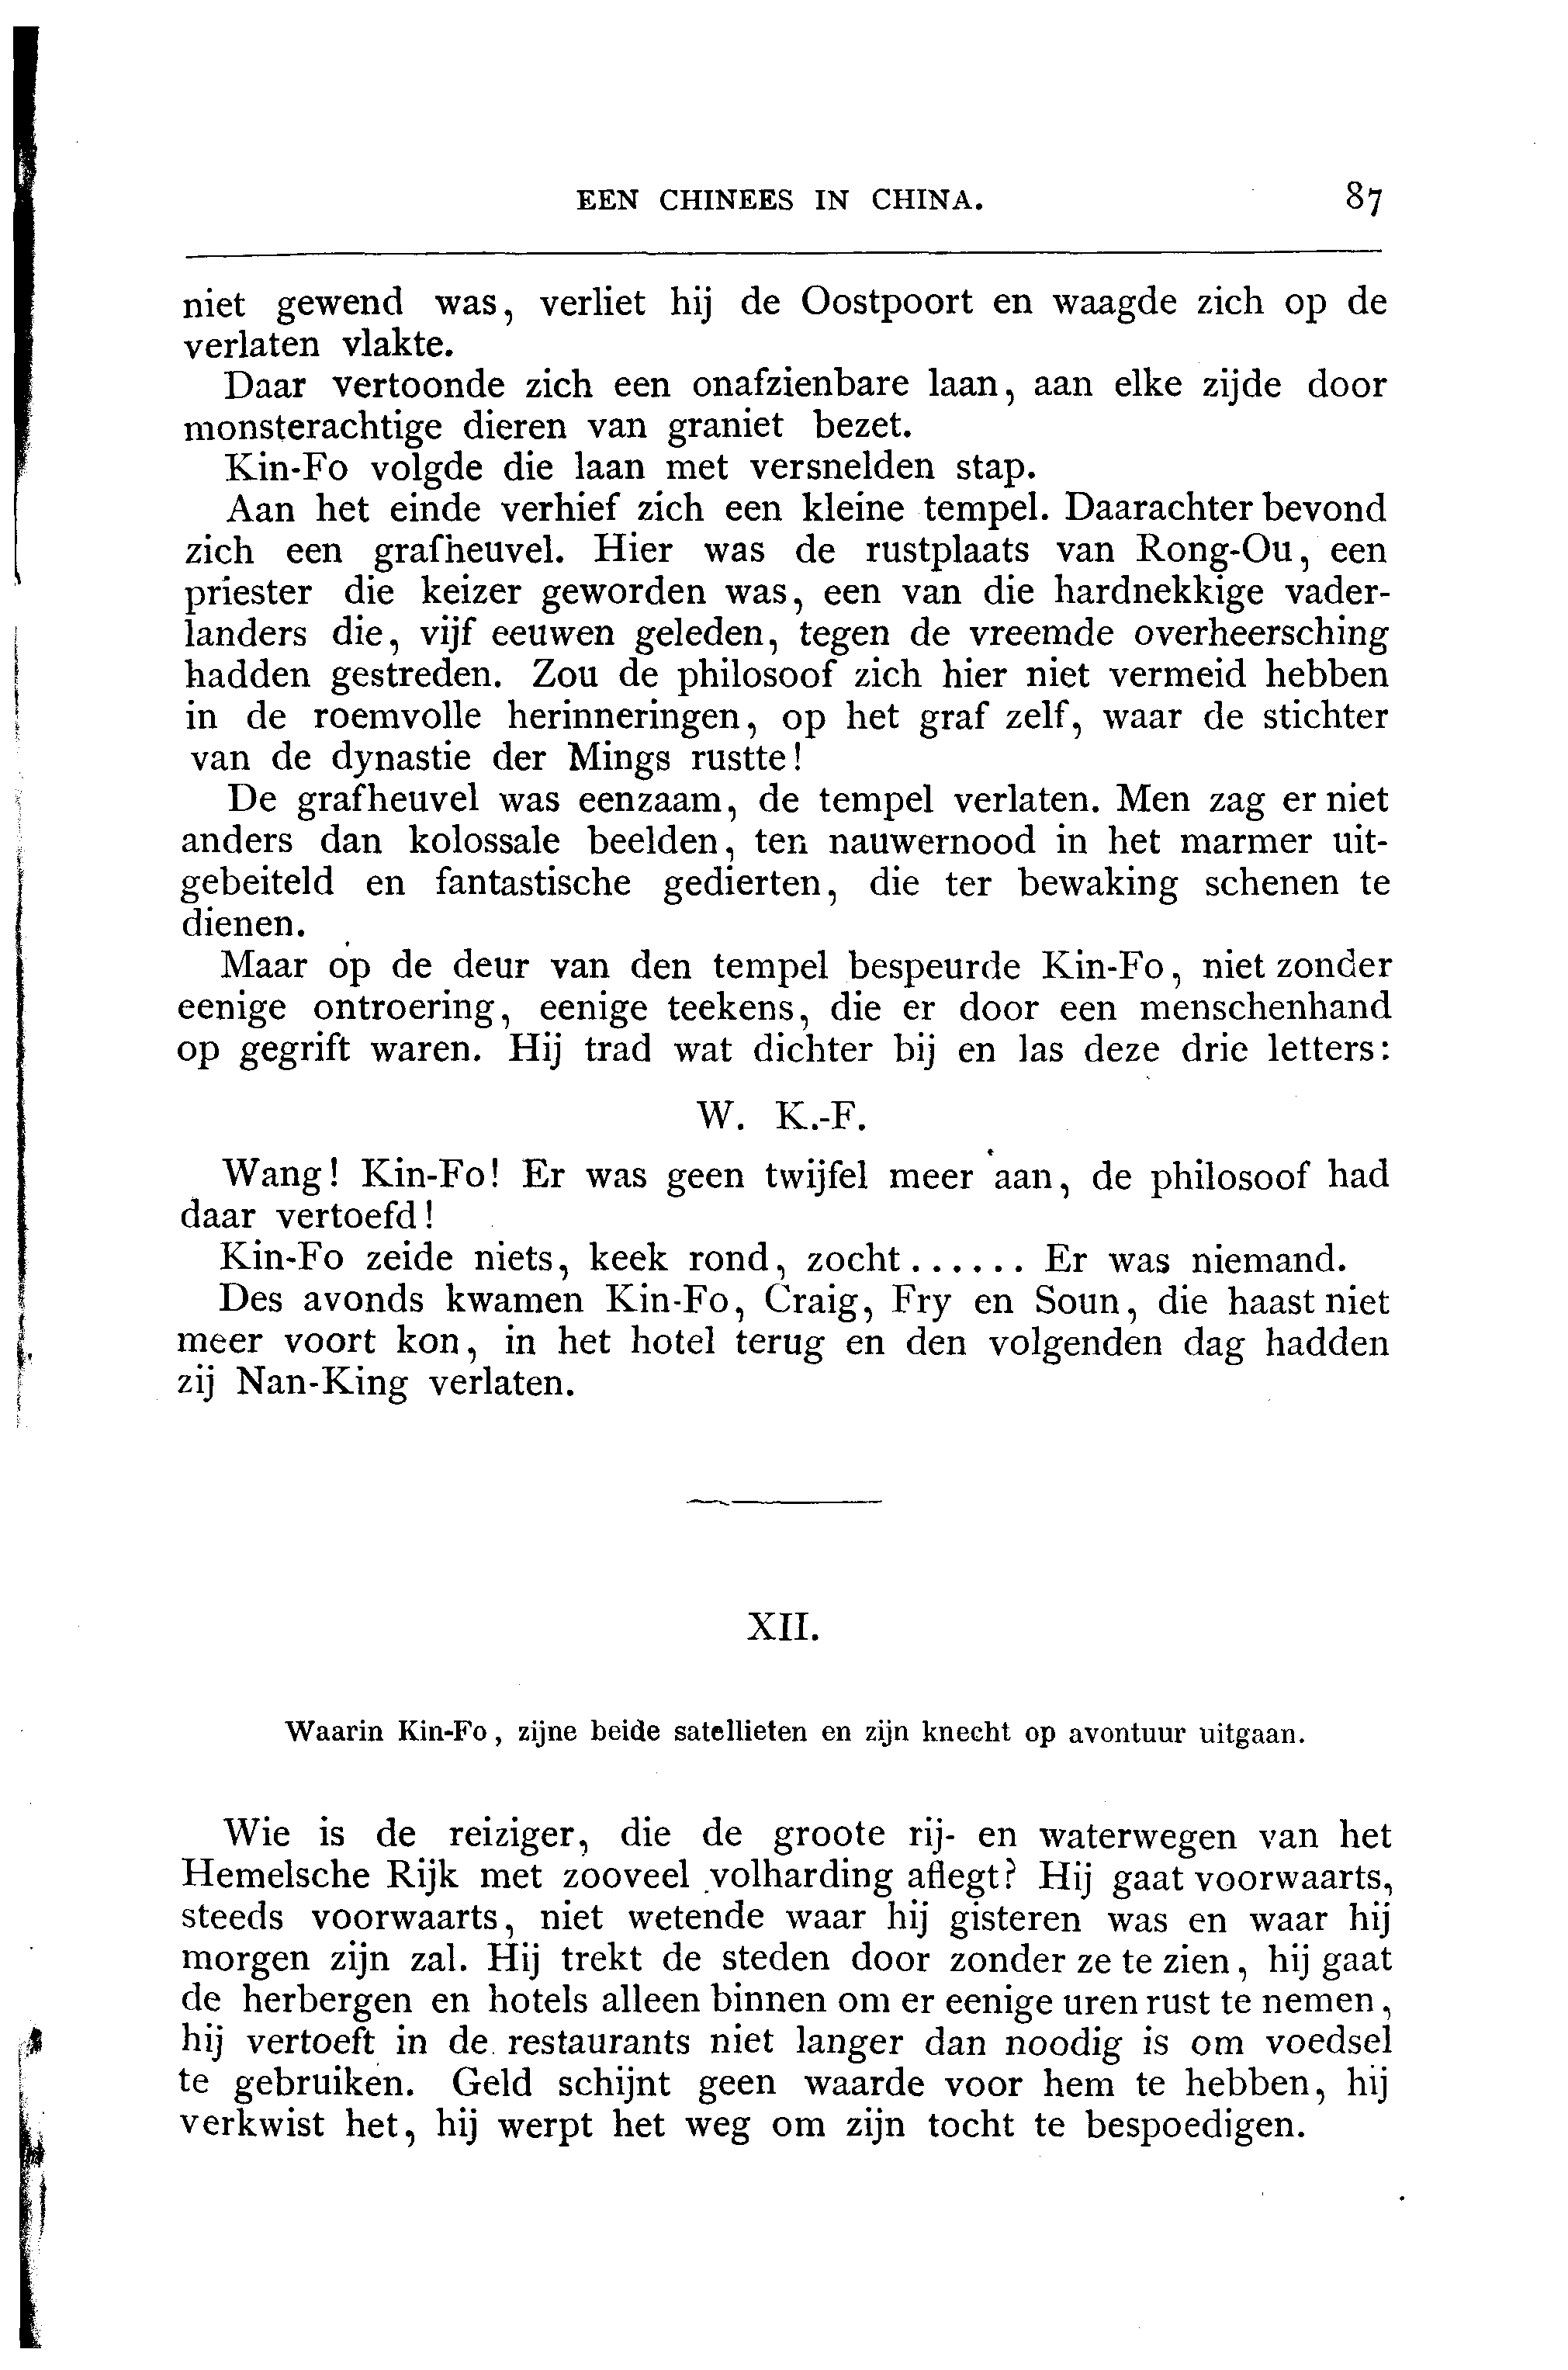 EEN CHINEES IN CHINA. 87
niet gewend was, verliet hij de Oostpoort en waagde zich op de
verlaten vlakte.
Daar vertoonde zich een onafzienbare laan, aan elke zijde door
monsterachtige dieren van graniet bezet.
Kin-Fo volgde die laan met versnelden stap.
Aan het einde verhief zich een kleine tempel. Daarachter bevond
zich een grafheuvel. Hier was de rustplaats van Rong-Ou, een
priester die keizer geworden was, een van die hardnekkige vader-
landers die, vijf eeuwen geleden, tegen de vreemde overheersching
hadden gestreden. Zou de philosoof zich hier niet vermeid hebben
in de roemvolle herinneringen, op het graf zelf, waar de stichter
van de dynastie der Mings rustte!
De grafheuvel was eenzaam, de tempel verlaten. Men zag er niet
anders dan kolossale beelden, ten nauwernood in het marmer uit-
gebeiteld en fantastische gedierten, die ter bewaking schenen te
dienen.
Maar op de deur van den tempel bespeurde Kin-Fo, niet zonder
eenige ontroering, eenige teekens, die er door een menschenhand
op gegrift waren. Hij trad wat dichter bij en las deze drie letters:
W. K.-F.
Wang! Kin-Fo! Er was geen twijfel meer aan, de philosoof had
daar vertoefd!
Kin-Fo zeide niets, keek rond, zocht...... Er was niemand.
Des avonds kwamen Kin-Fo, Craig, Fry en Soun, die haast niet
meer voort kon, in het hotel terug en den volgenden dag hadden
zij Nan-King verlaten.
XII.
Waarin Kin-Fo, zijne beide satellieten en zijn knecht op avontuur uitgaan.
Wie is de reiziger, die de groote rij- en waterwegen van het
Hemelsche Rijk met zooveel volharding aflegt? Hij gaat voorwaarts,
steeds voorwaarts, niet wetende waar hij gisteren was en waar hij
morgen zijn zal. Hij trekt de steden door zonder ze te zien, hij gaat
de herbergen en hotels alleen binnen om er eenige uren rust te nemen,
hij vertoeft in de restaurants niet langer dan noodig is om voedsel
te gebruiken. Geld schijnt geen waarde voor hem te hebben, hij
verkwist het, hij werpt het weg om zijn tocht te bespoedigen.